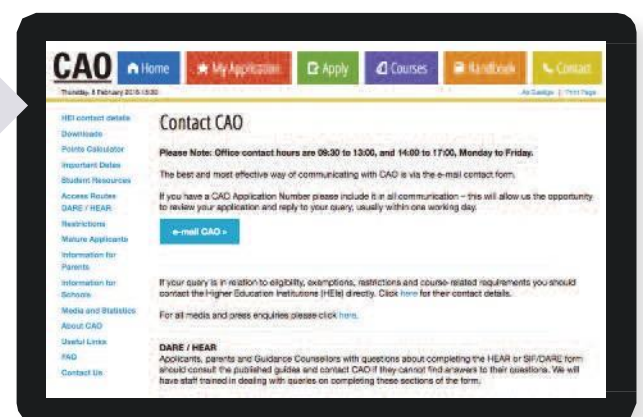 CAO
Home
My Application
Apply
Courses
Handbook
Contact
Thursday, 8 February 2018
As Gaeilge | Print Page
HEI contact details
Downloads
Points Calculator
Important Dates
Student Resources
Access Routes
DARE / HEAR
Restrictions
Mature Applicants
Information for
Parents
Information for
Schools
Media and Statistics
About CAO
Useful Links
FAQ
Contact Us
Contact CAO
Please Note: Office contact hours are 09:30 to 13:00, and 14:00 to 17:00, Monday to Friday.
The best and most effective way of communicating with CAO is via the e-mail contact form.
If you have a CAO Application Number please include it in all communication – this will allow us the opportunity
to review your application and reply to your query, usually within one working day.
e-mail CAO »
If your query is in relation to eligibility, exemptions, restrictions and course-related requirements you should
contact the Higher Education Institutions (HEIs) directly. Click here for their contact details.
For all media and press enquiries please click here.
DARE / HEAR
Applicants, parents and Guidance Counsellors with questions about completing the HEAR or SIF/DARE form
should consult the published guides and contact CAO if they cannot find answers to their questions. We will
have staff trained in dealing with queries on completing these sections of the form.